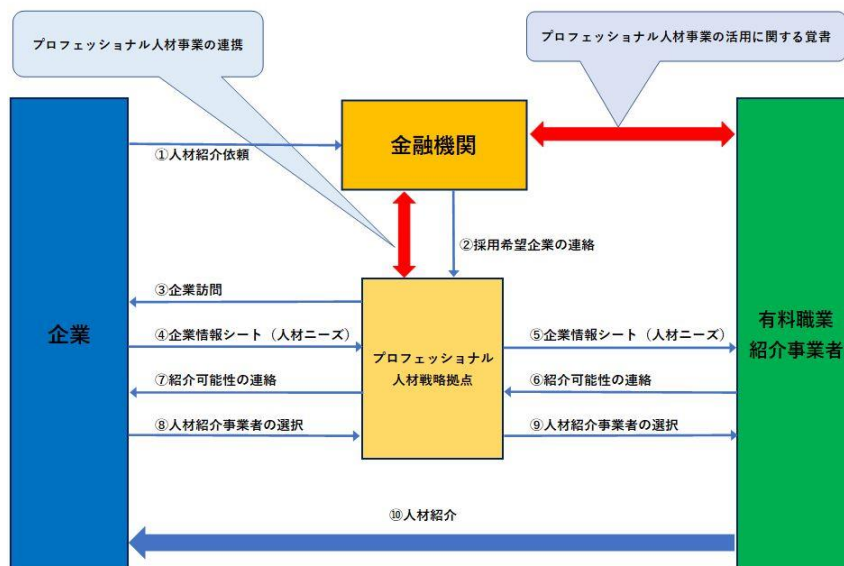 プロフェッショナル人材事業の連携
プロフェッショナル人材事業の活用に関する覚書
金融機関
①人材紹介依頼
②採用希望企業の連絡
企業
③企業訪問
④企業情報シート（人材ニーズ）
⑦紹介可能性の連絡
⑧人材紹介事業者の選択
プロフェッショナル
人材戦略拠点
⑤企業情報シート（人材ニーズ）
⑥紹介可能性の連絡
⑨人材紹介事業者の選択
有料職業
紹介事業者
⑩人材紹介